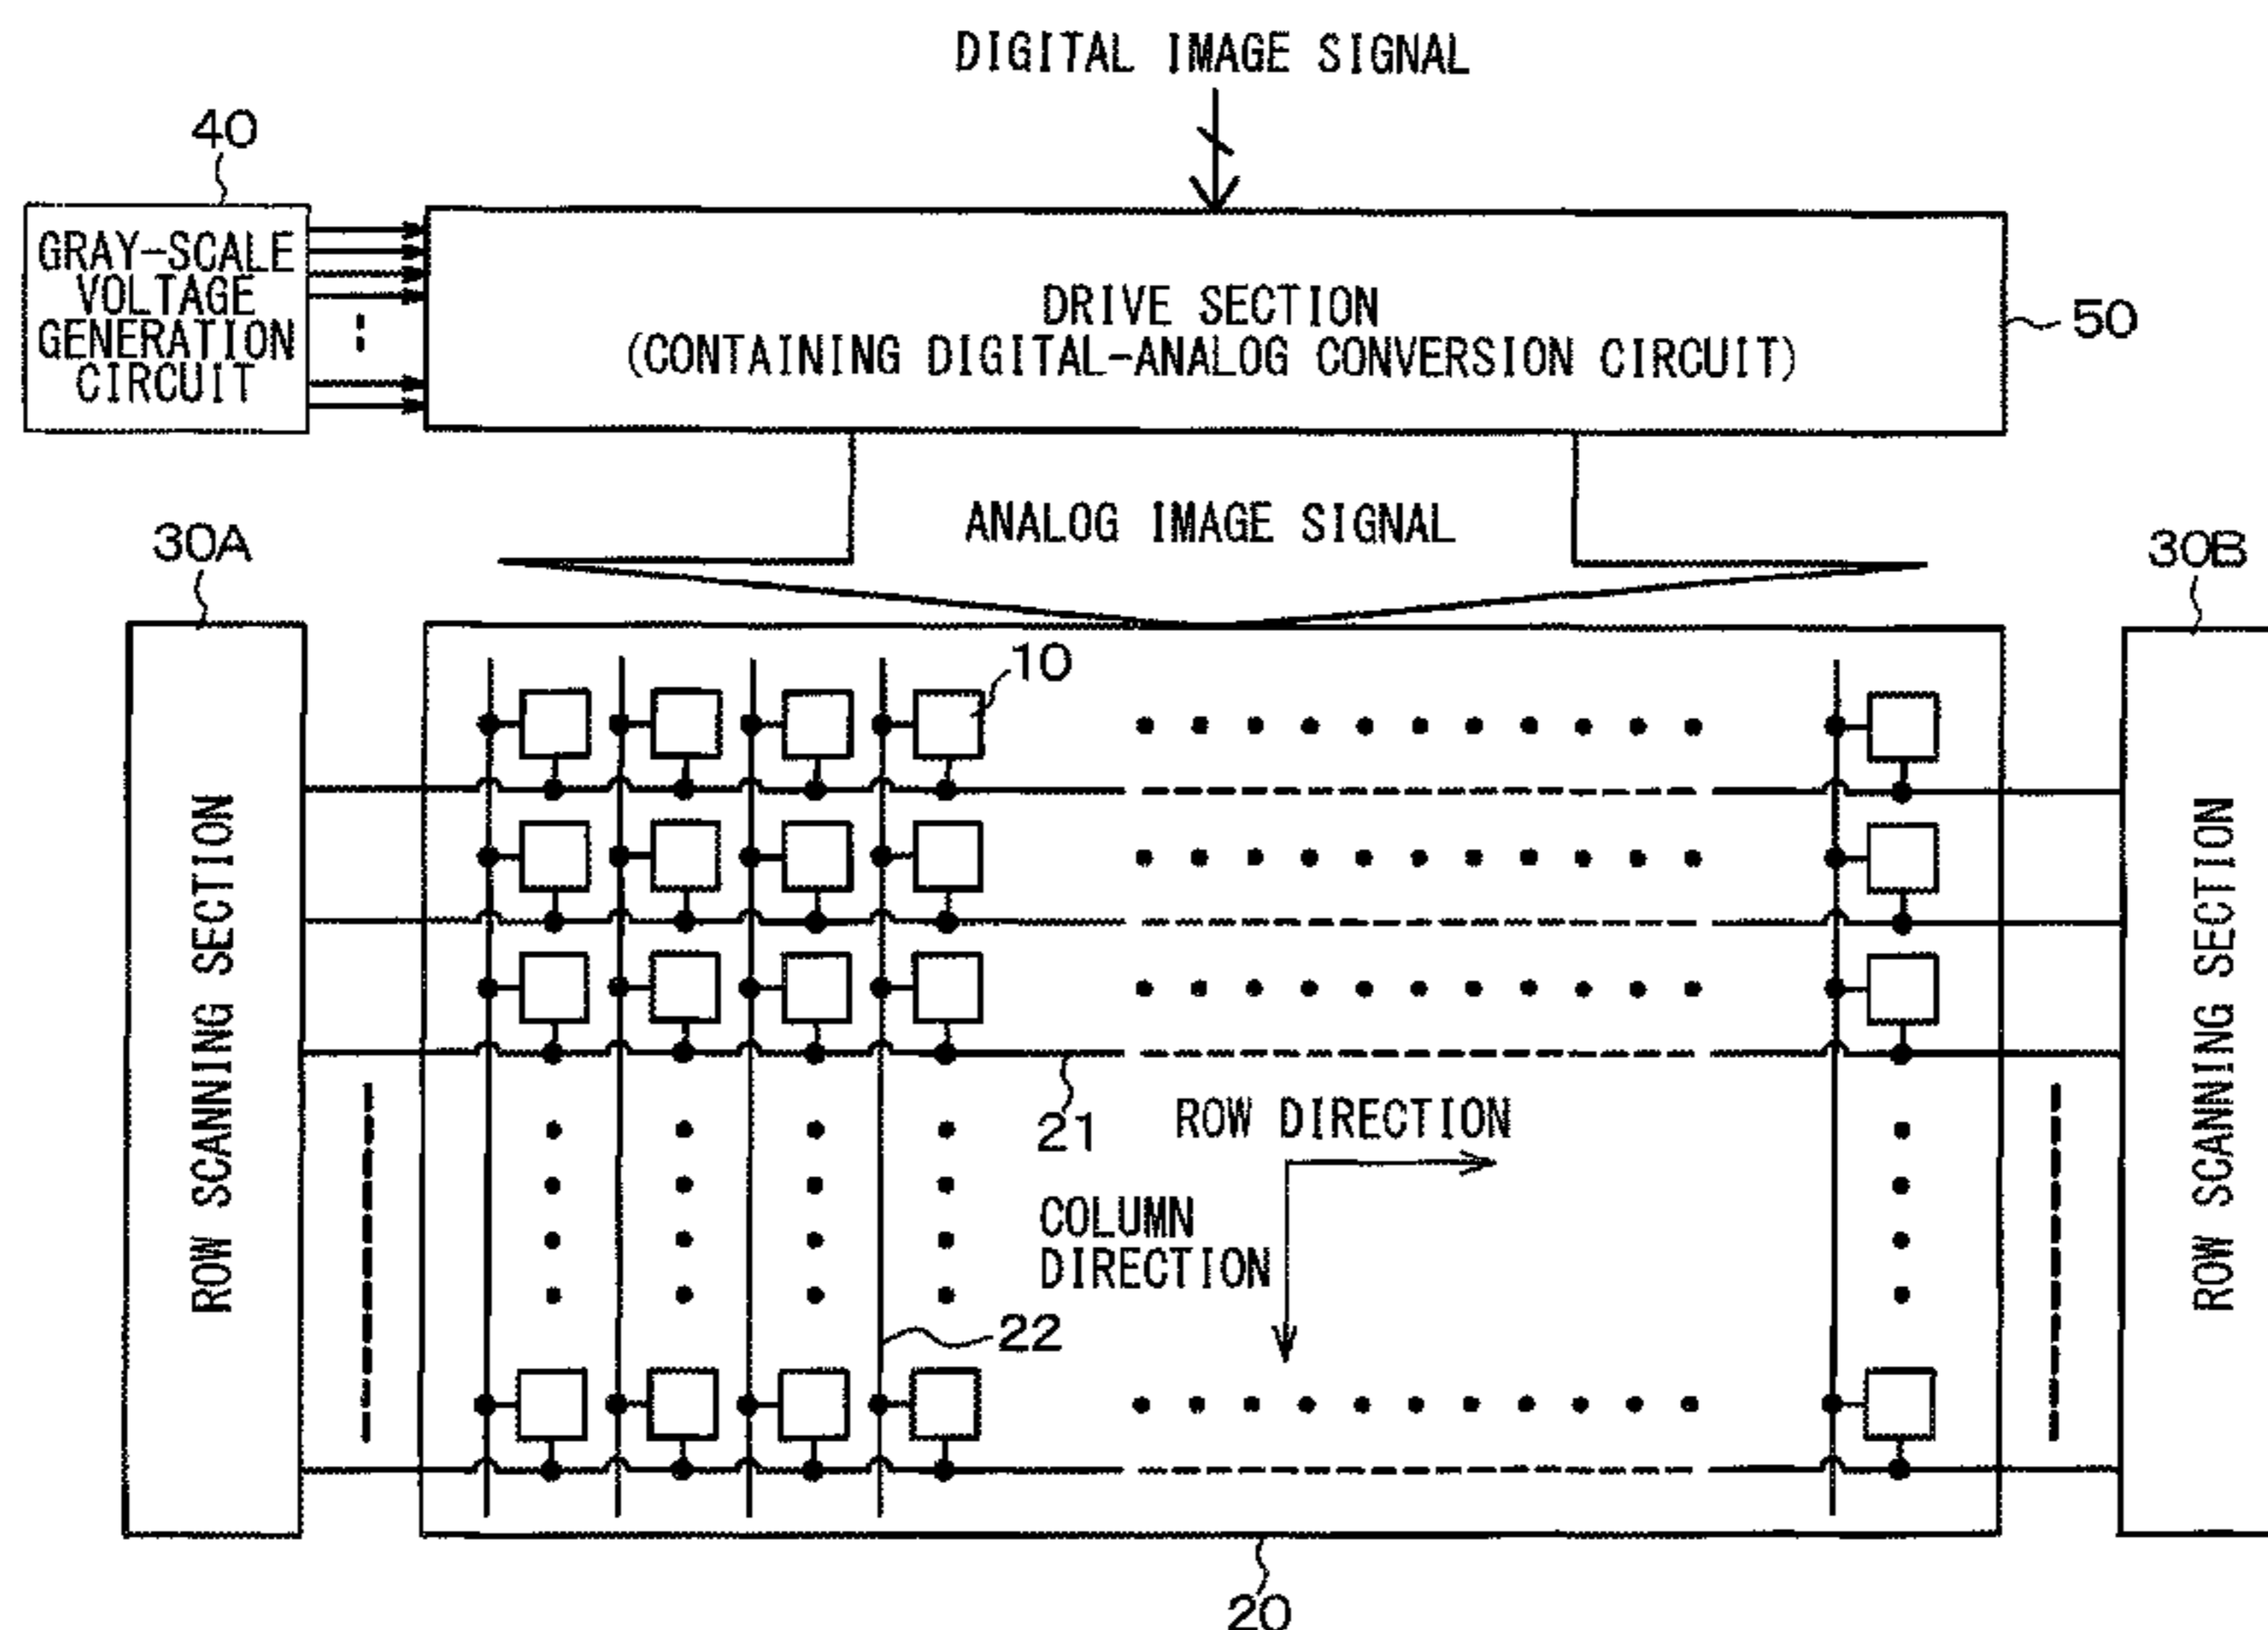 DIGITAL IMAGE SIGNAL
40
GRAY-SCALE
VOLTAGE
GENERATION
CIRCUIT
DRIVE SECTION
(CONTAINING DIGITAL-ANALOG CONVERSION CIRCUIT)
50
ANALOG IMAGE SIGNAL
30A
30B
10
ROW SCANNING SECTION
ROW SCANNING SECTION
21
ROW DIRECTION
COLUMN
DIRECTION
22
20